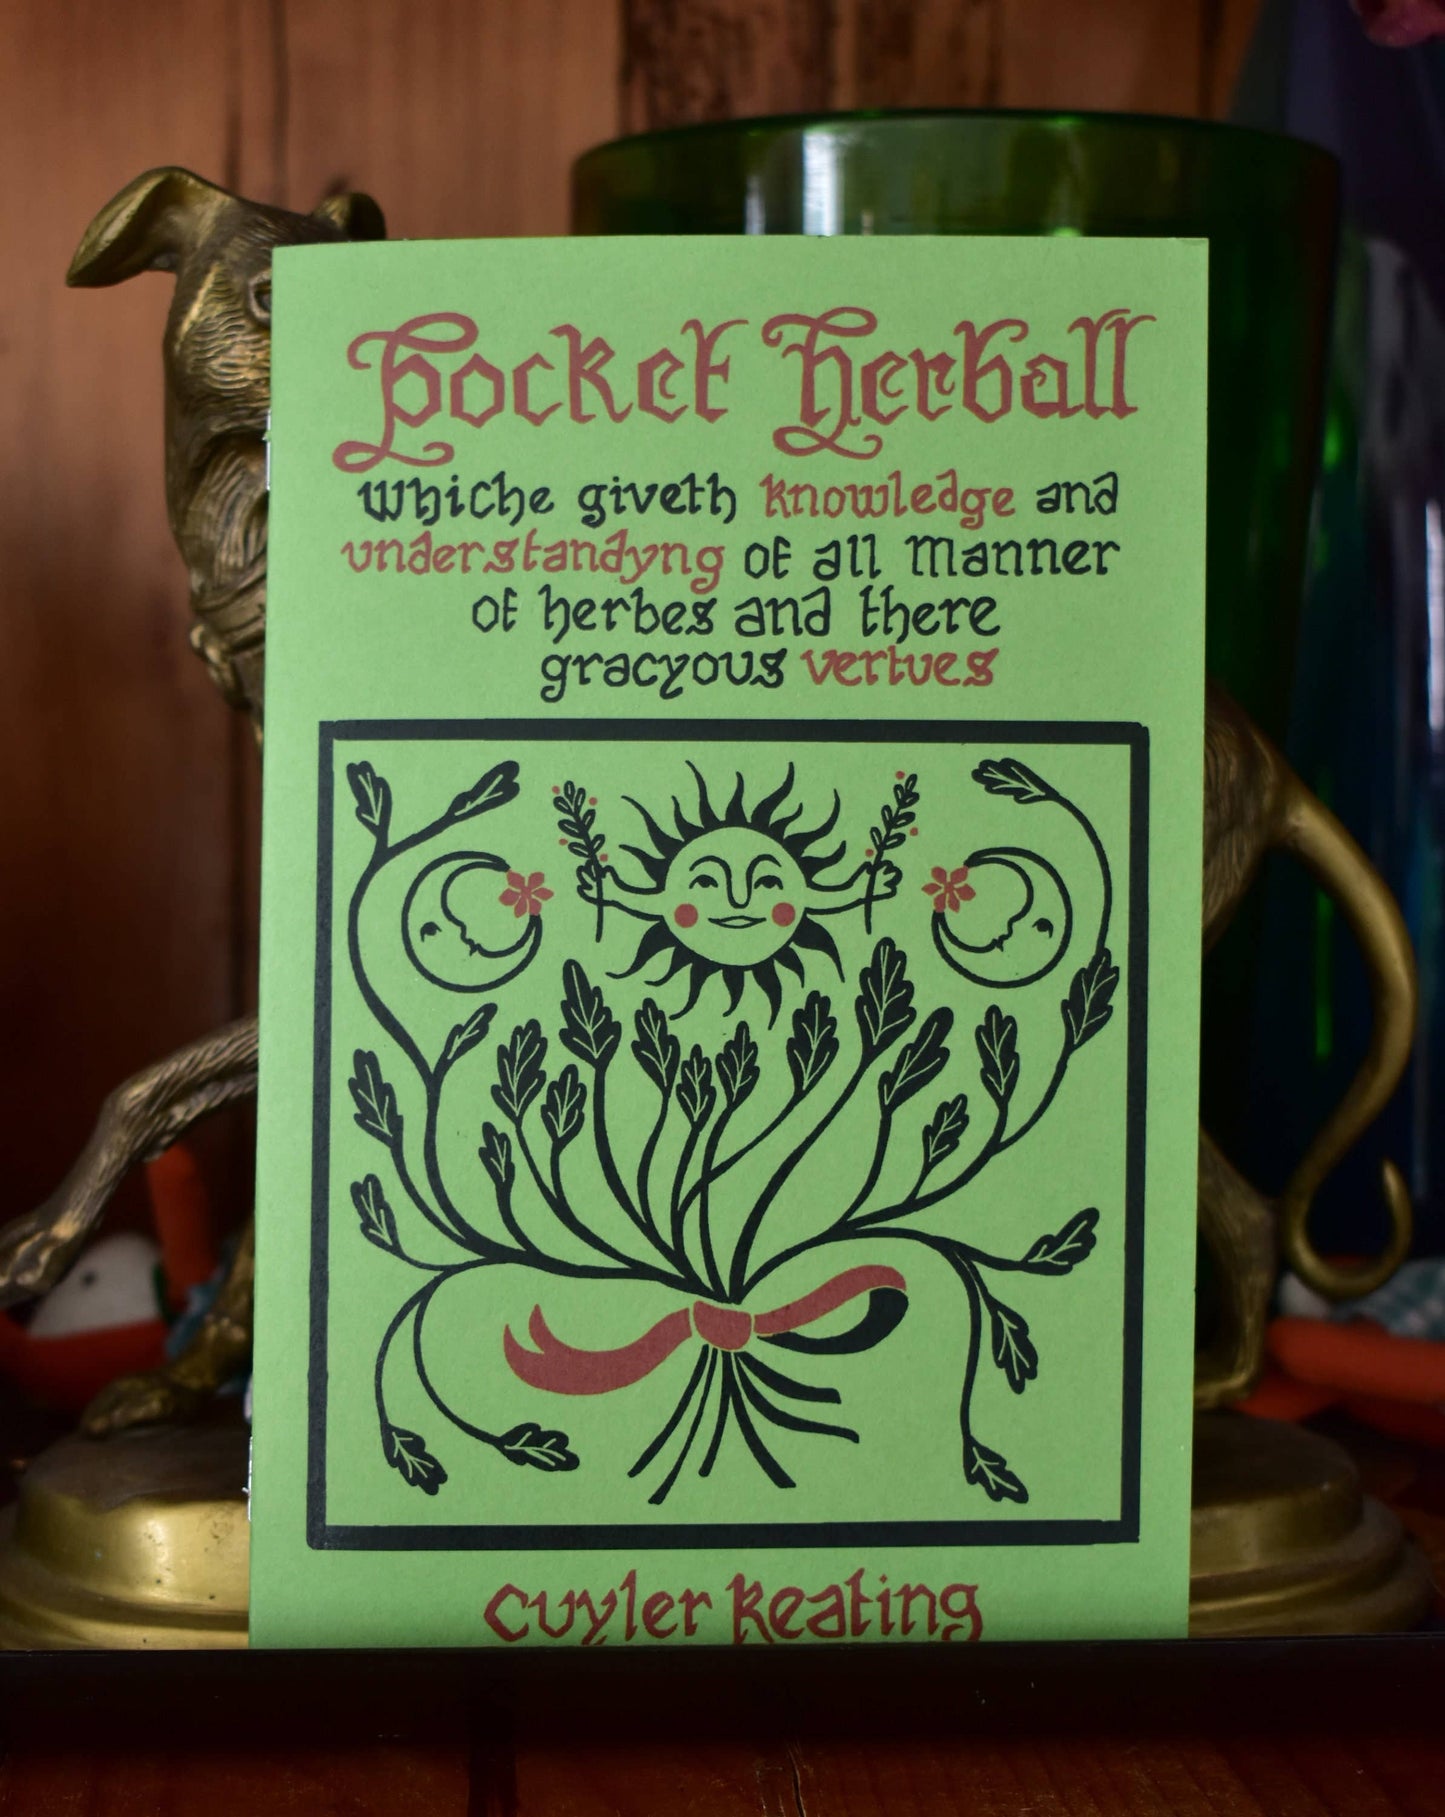 Pocket Herball
whiche giveth knowledge and
understandyng of all manner
of herbes and there
gracyous vertues
Cuyler Keating